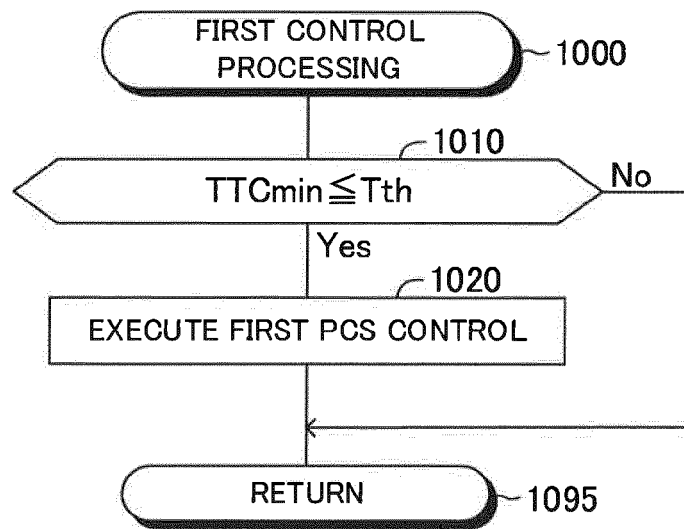 FIRST CONTROL
PROCESSING
1000
1010
TTCmin≦Tth
No
Yes
1020
EXECUTE FIRST PCS CONTROL
RETURN
1095